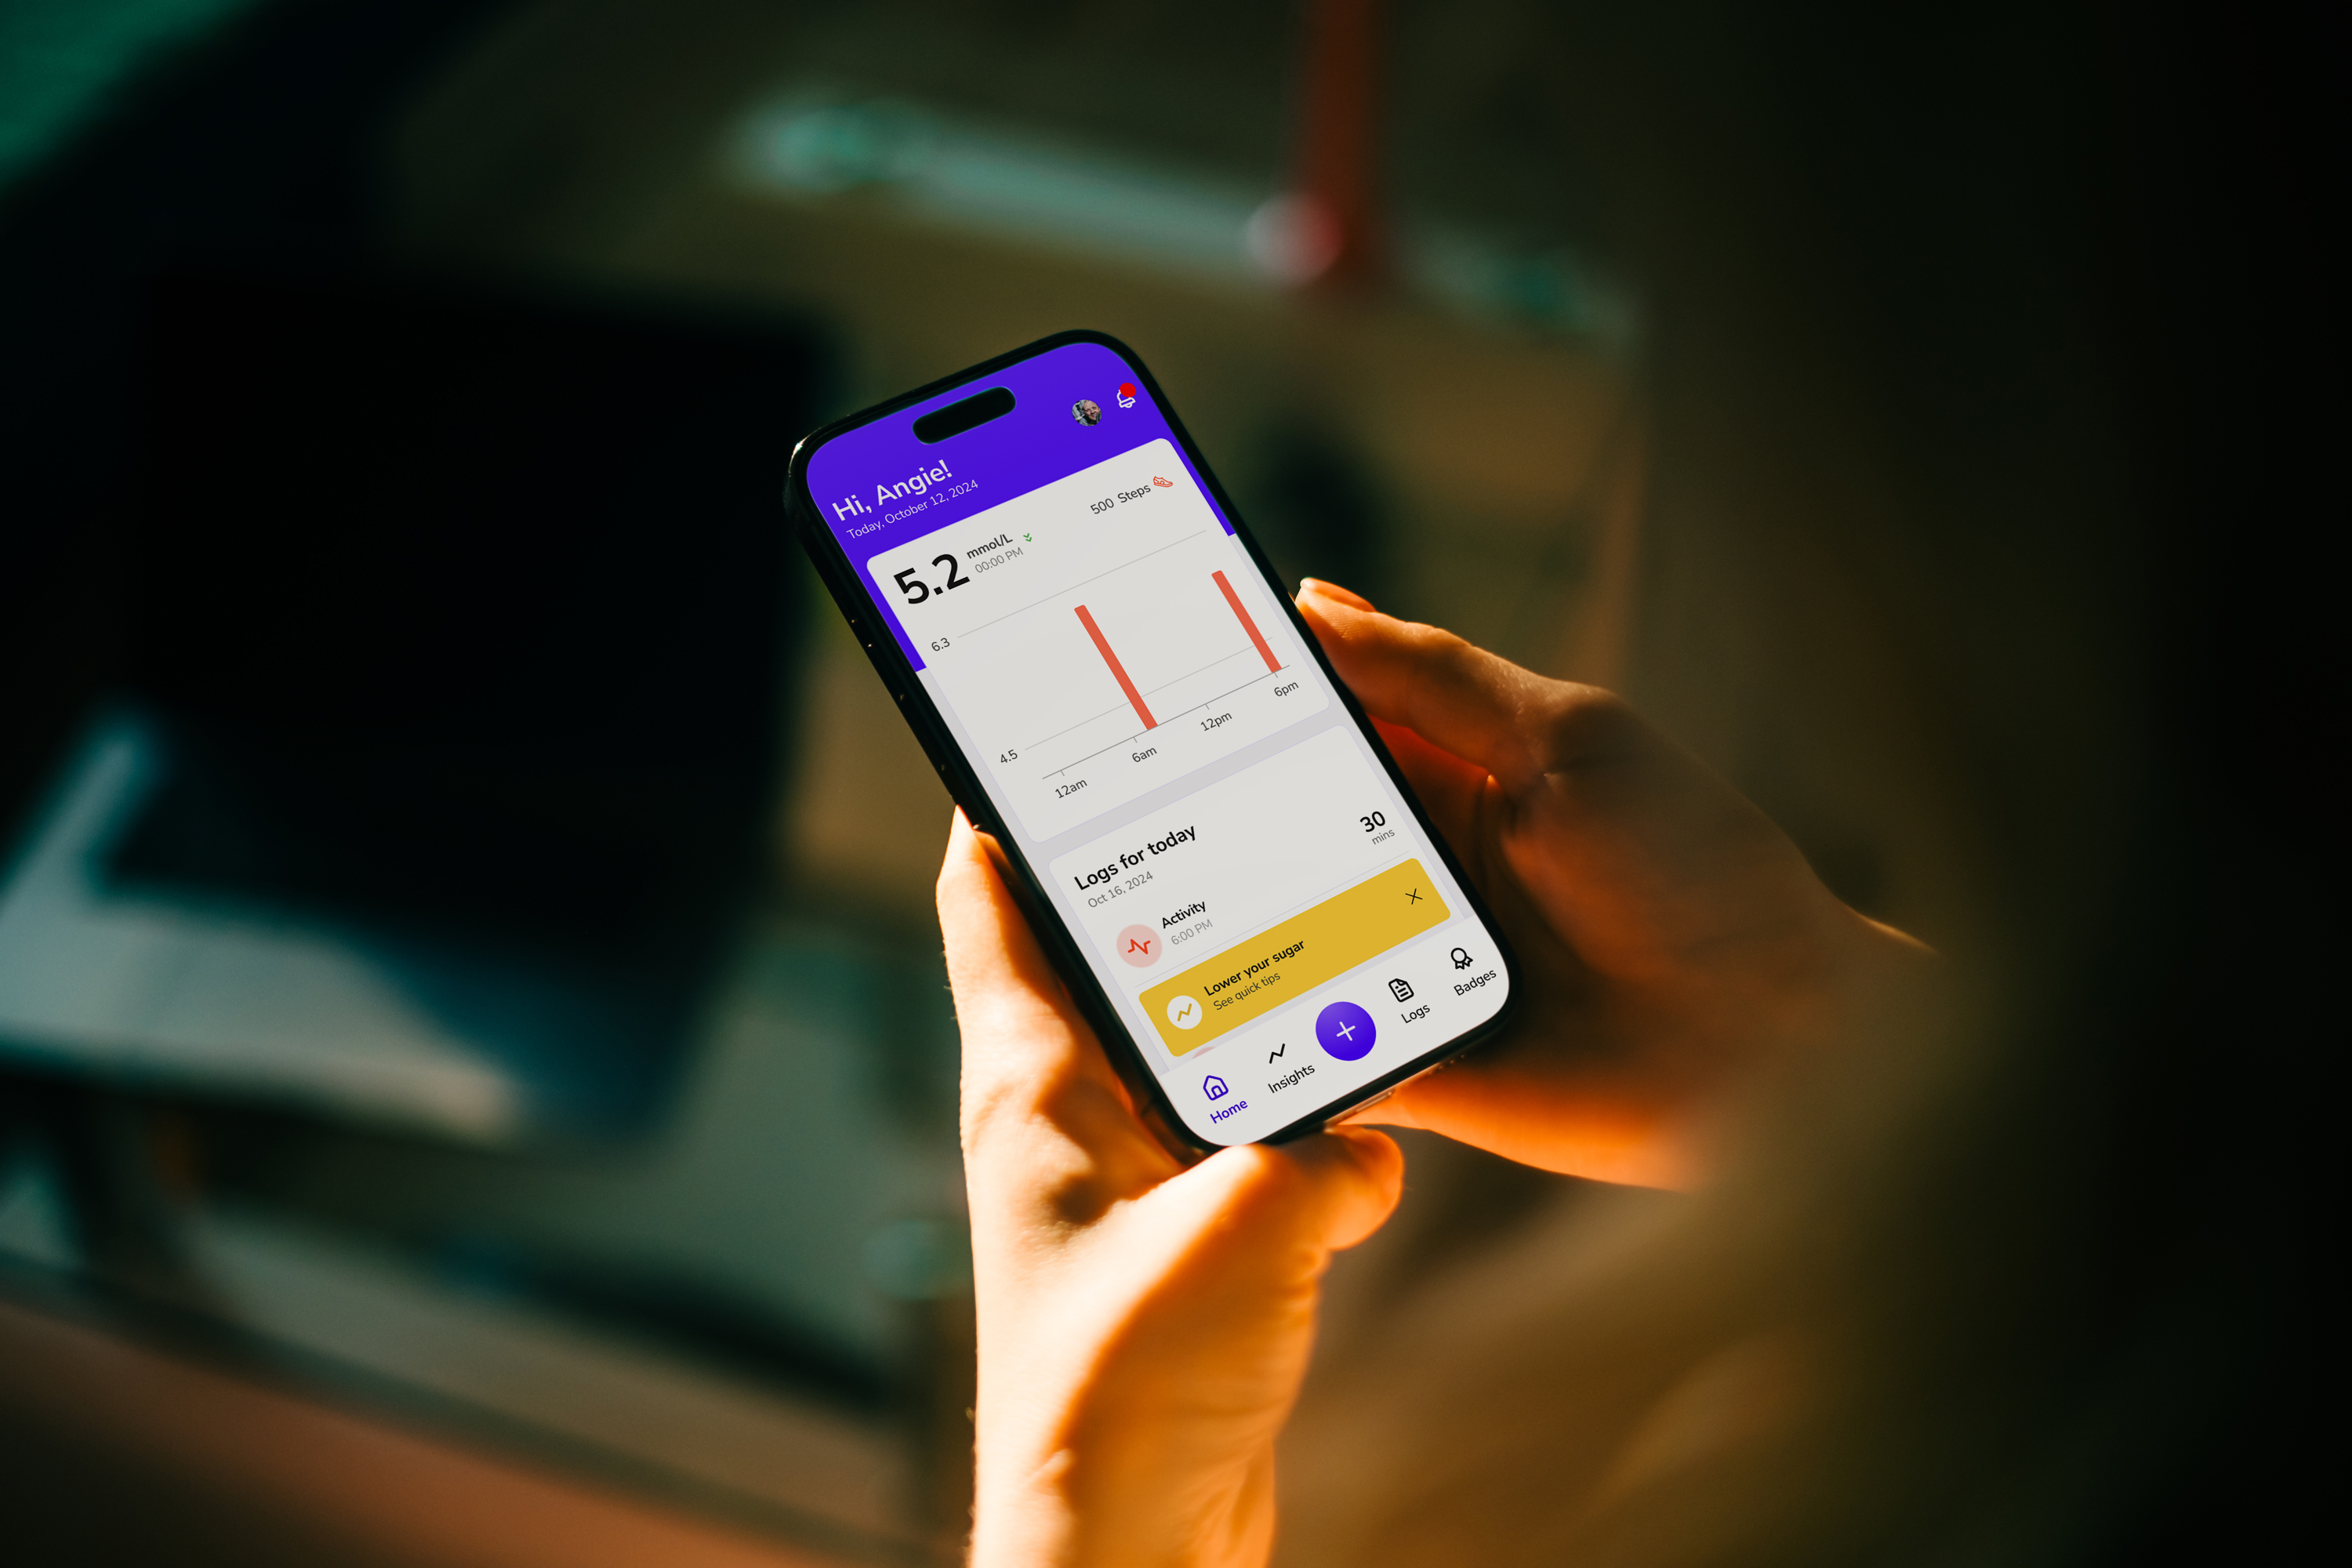 Hi, Angie!
Today, October 12, 2024
5.2 mmol/L
00:00 PM
500 Steps
6.3
4.5
12am
6am
12pm
6pm
Logs for today
Oct 16, 2024
Activity
6:00 PM
30
mins
Lower your sugar
See quick tips
Home
Insights
Logs
Badges